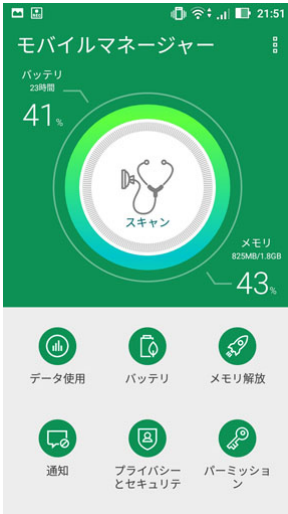 21:51
モバイルマネージャー
バッテリ
23時間
41%
スキャン
メモリ
825MB/1.8GB
43%
データ使用
バッテリ
メモリ解放
通知
プライバシー
とセキュリテ
パーミッショ
ン